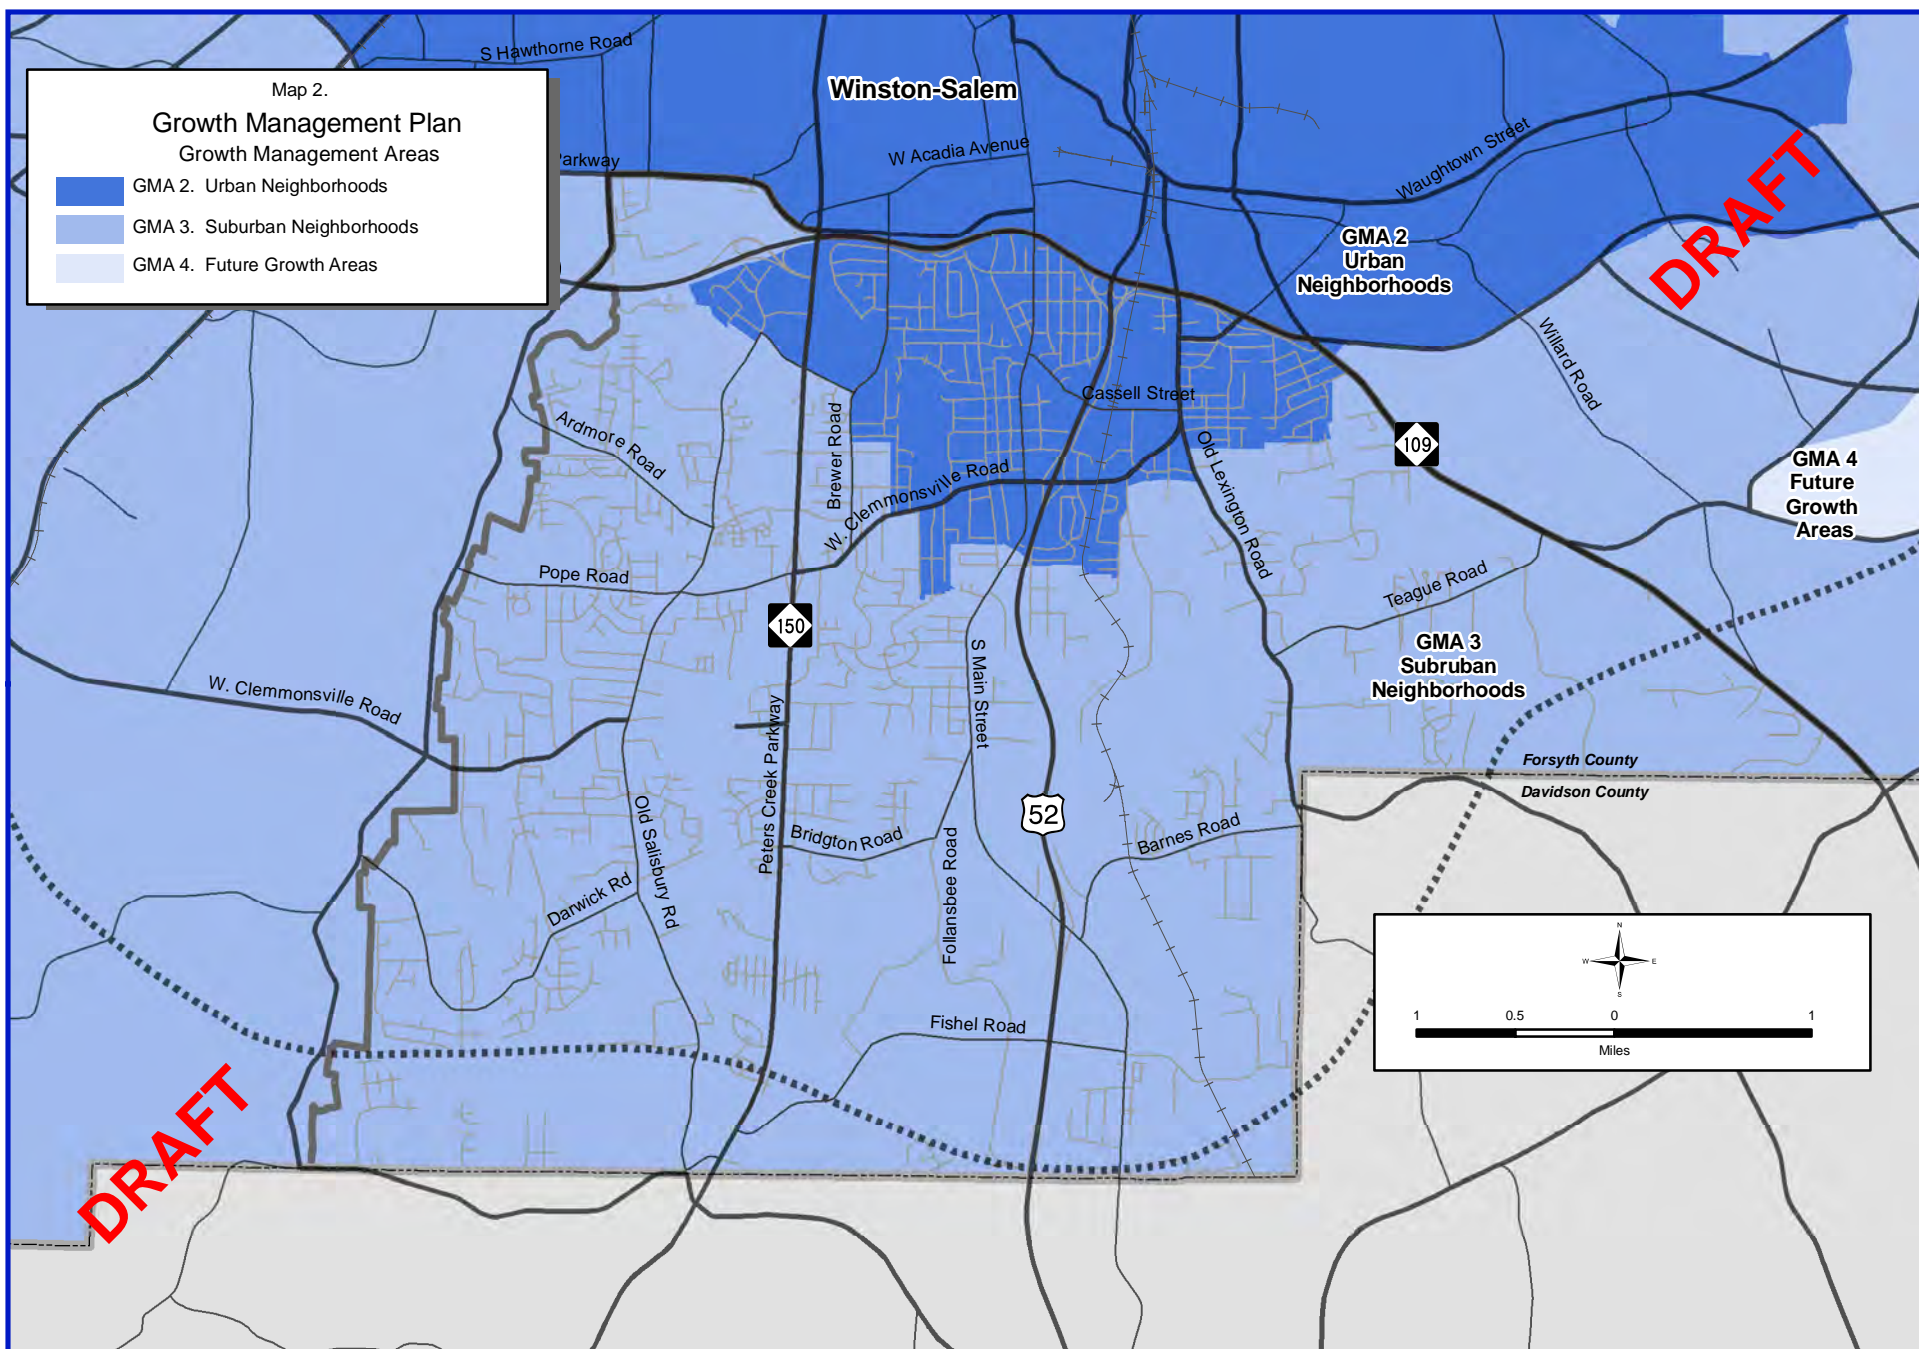 Map 2.
Growth Management Plan
Growth Management Areas
GMA 2. Urban Neighborhoods
GMA 3. Suburban Neighborhoods
GMA 4. Future Growth Areas
S Hawthorne Road
Winston-Salem
W Acadia Avenue
Waughtown Street
DRAFT
GMA 2
Urban
Neighborhoods
Willard Road
Cassell Street
Ardmore Road
Brewer Road
W. Clemmonsville Road
Old Lexington Road
109
GMA 4
Future
Growth
Areas
Pope Road
Teague Road
150
GMA 3
Subruban
Neighborhoods
S Main Street
W. Clemmonsville Road
Peters Creek Parkway
Forsyth County
Davidson County
52
Old Salisbury Rd
Bridgton Road
Barnes Road
Follansbee Road
Darwick Rd
Fishel Road
N
W
E
S
1 0.5 0 1
Miles
DRAFT